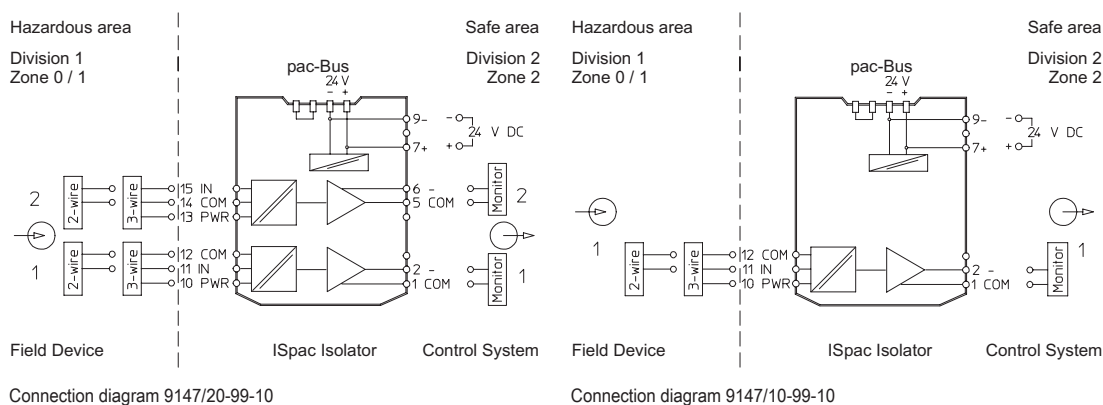 Hazardous area
Safe area
Division 1
Zone 0 / 1
Division 2
Zone 2
pac-Bus
24 V
- +
9-
7+
-
+
24 V DC
2
2-wire
3-wire
15 IN
14 COM
13 PWR
6 -
5 COM
Monitor
2
1
2-wire
3-wire
12 COM
11 IN
10 PWR
2 -
1 COM
Monitor
1
Field Device
ISpac Isolator
Control System
Connection diagram 9147/20-99-10
Hazardous area
Safe area
Division 1
Zone 0 / 1
Division 2
Zone 2
pac-Bus
24 V
- +
9-
7+
-
+
24 V DC
1
2-wire
3-wire
12 COM
11 IN
10 PWR
2 -
1 COM
Monitor
1
Field Device
ISpac Isolator
Control System
Connection diagram 9147/10-99-10